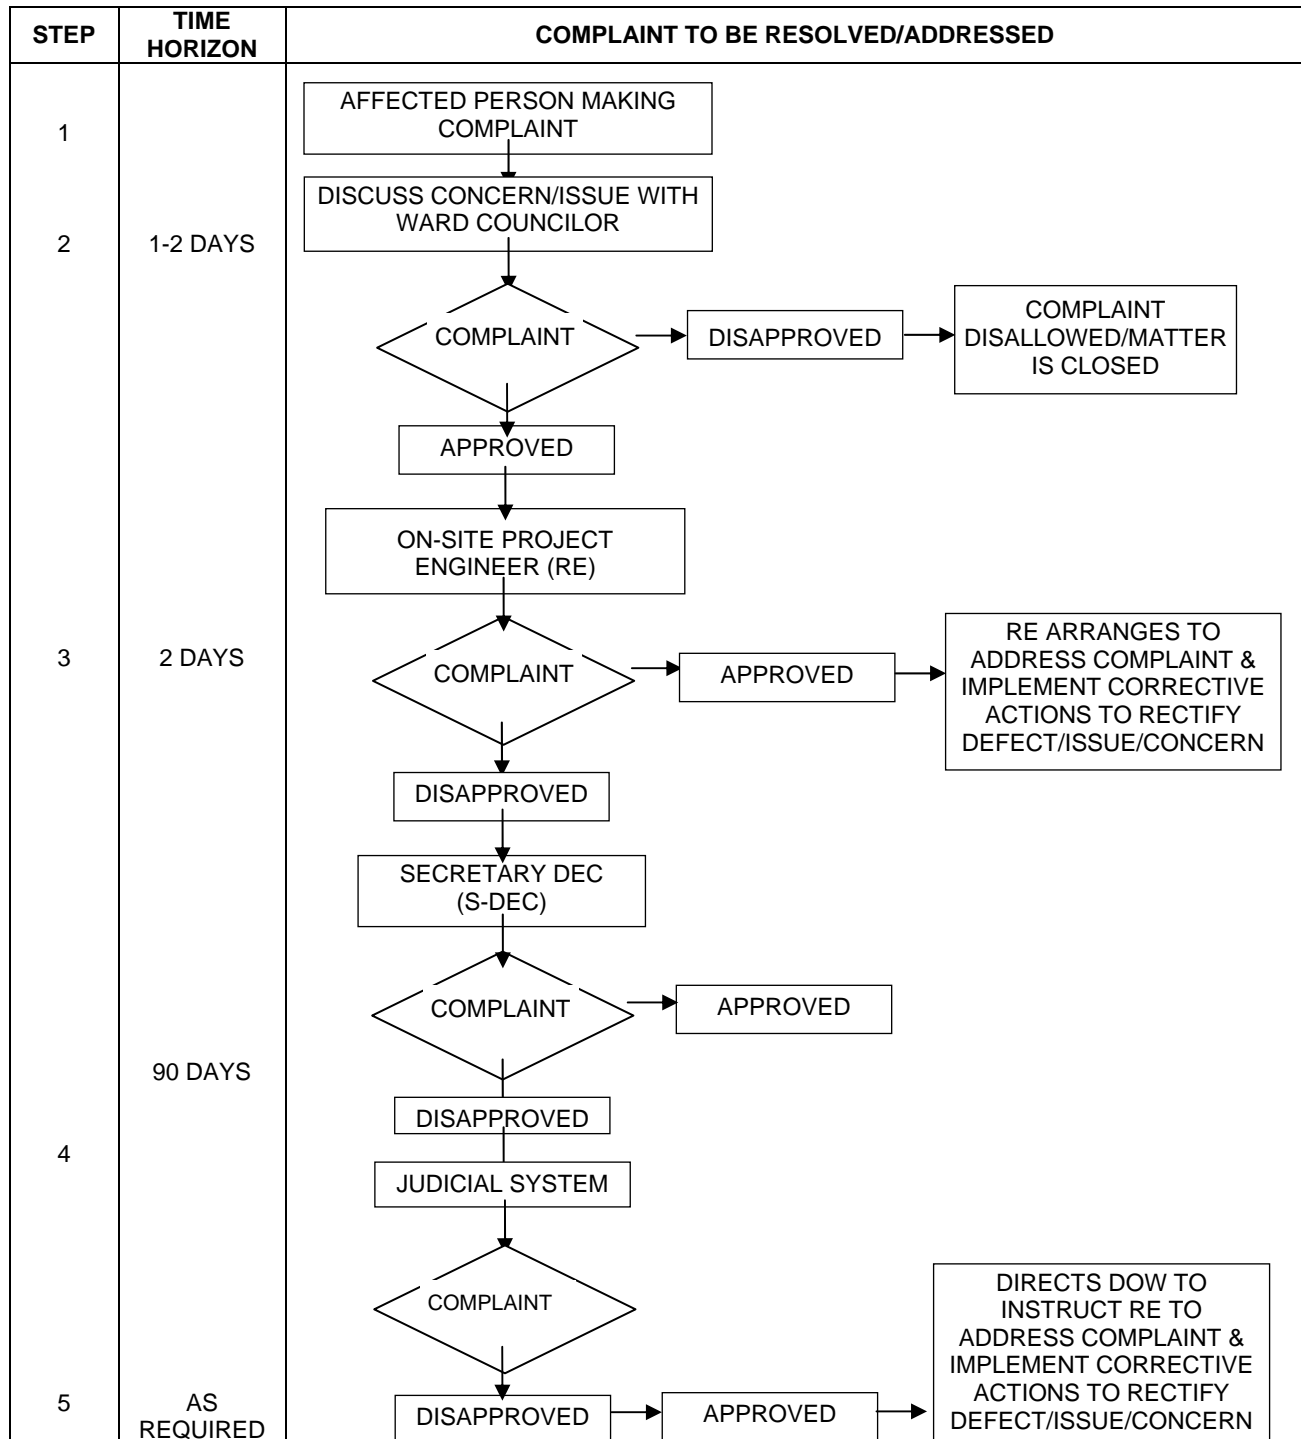 STEP
TIME
HORIZON
COMPLAINT TO BE RESOLVED/ADDRESSED
1
AFFECTED PERSON MAKING
COMPLAINT
2
1-2 DAYS
DISCUSS CONCERN/ISSUE WITH
WARD COUNCILOR
COMPLAINT
DISAPPROVED
COMPLAINT
DISALLOWED/MATTER
IS CLOSED
APPROVED
ON-SITE PROJECT
ENGINEER (RE)
3
2 DAYS
COMPLAINT
APPROVED
RE ARRANGES TO
ADDRESS COMPLAINT &
IMPLEMENT CORRECTIVE
ACTIONS TO RECTIFY
DEFECT/ISSUE/CONCERN
DISAPPROVED
SECRETARY DEC
(S-DEC)
COMPLAINT
APPROVED
90 DAYS
DISAPPROVED
4
JUDICIAL SYSTEM
COMPLAINT
DIRECTS DOW TO
INSTRUCT RE TO
ADDRESS COMPLAINT &
IMPLEMENT CORRECTIVE
ACTIONS TO RECTIFY
DEFECT/ISSUE/CONCERN
5
AS
REQUIRED
DISAPPROVED
APPROVED